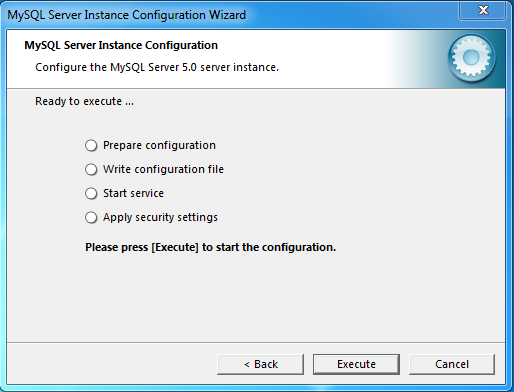 MySQL Server Instance Configuration Wizard
MySQL Server Instance Configuration
Configure the MySQL Server 5.0 server instance.
Ready to execute ...
Prepare configuration
Write configuration file
Start service
Apply security settings
Please press [Execute] to start the configuration.
< Back
Execute
Cancel